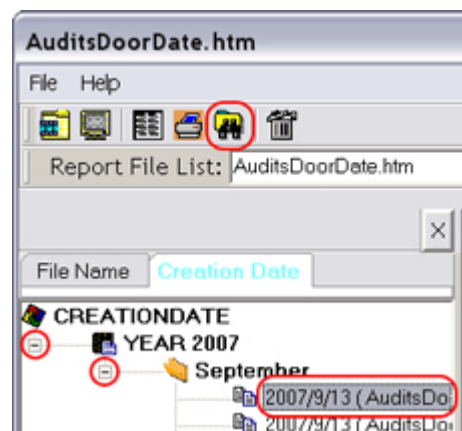 AuditsDoorDate.htm
File Help
Report File List: AuditsDoorDate.htm
File Name Creation Date
CREATIONDATE
YEAR 2007
September
2007/9/13 (AuditsDo
2007/9/13 (AuditsDo